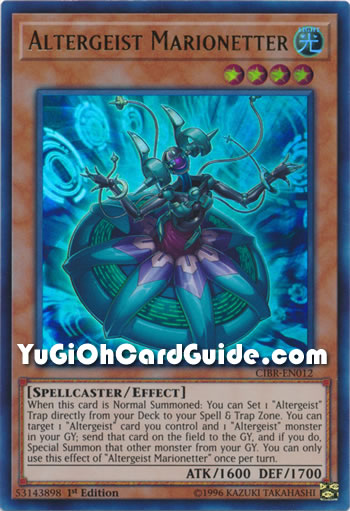 ALTERGEIST MARIONETTER
LIGHT
光
YuGiOhCardGuide.com
CIBR-EN012
[SPELLCASTER/EFFECT]
When this card is Normal Summoned: You can Set 1 "Altergeist"
Trap directly from your Deck to your Spell & Trap Zone. You can
target 1 "Altergeist" card you control and 1 "Altergeist" monster
in your GY; send that card on the field to the GY, and if you do,
Special Summon that other monster from your GY. You can only
use this effect of "Altergeist Marionetter" once per turn.
ATK/1600 DEF/1700
53143898 1st Edition ©1996 KAZUKI TAKAHASHI